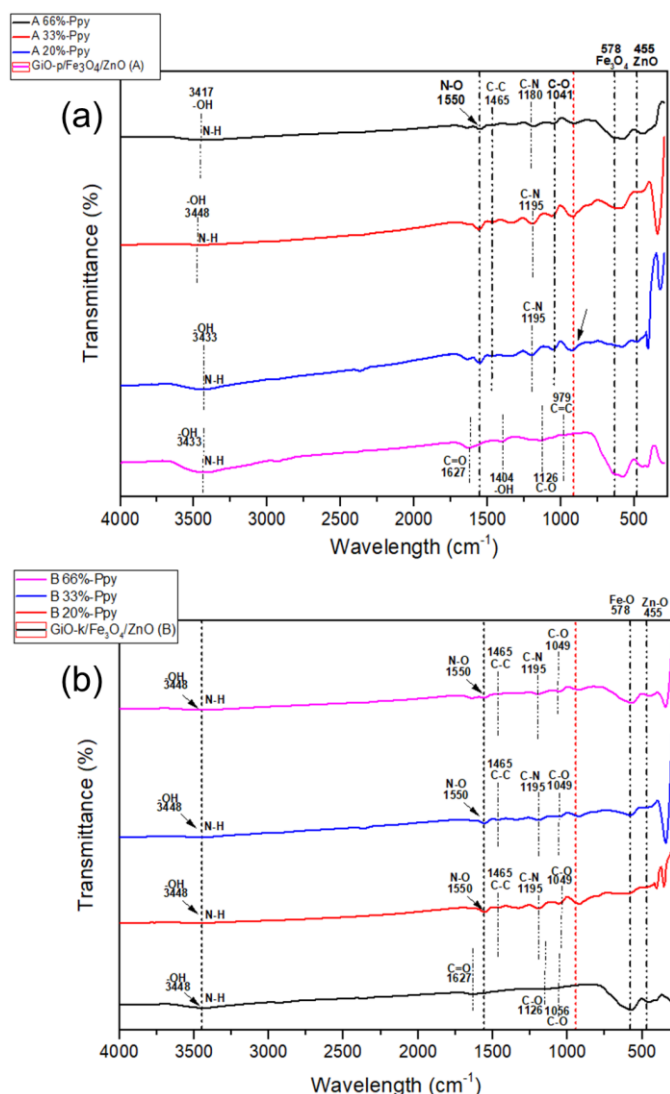 A 66%-Ppy
A 33%-Ppy
A 20%-Ppy
GiO-p/Fe₃O₄/ZnO (A)
578 455
Fe₃O₄ ZnO
(a)
3417
-OH
N-H
N-O
1550
C-C
1465
C-N
1180
C-O
1041
-OH
3448
N-H
C-N
1195
-OH
3433
N-H
C-N
1195
-OH
3433
N-H
C=O
1627
1404
-OH
1126
C-O
979
C=C
Transmittance (%)
4000 3500 3000 2500 2000 1500 1000 500
Wavelength (cm⁻¹)
B 66%-Ppy
B 33%-Ppy
B 20%-Ppy
GiO-k/Fe₃O₄/ZnO (B)
Fe-O Zn-O
578 455
(b)
-OH
3448
N-H
N-O
1550
1465
C-C
C-N
1195
C-O
1049
-OH
3448
N-H
N-O
1550
1465
C-C
C-N
1195
C-O
1049
-OH
3448
N-H
N-O
1550
1465
C-C
C-N
1195
C-O
1049
-OH
3448
N-H
C=O
1627
C-O
1126
1056
C-O
Transmittance (%)
4000 3500 3000 2500 2000 1500 1000 500
Wavelength (cm⁻¹)